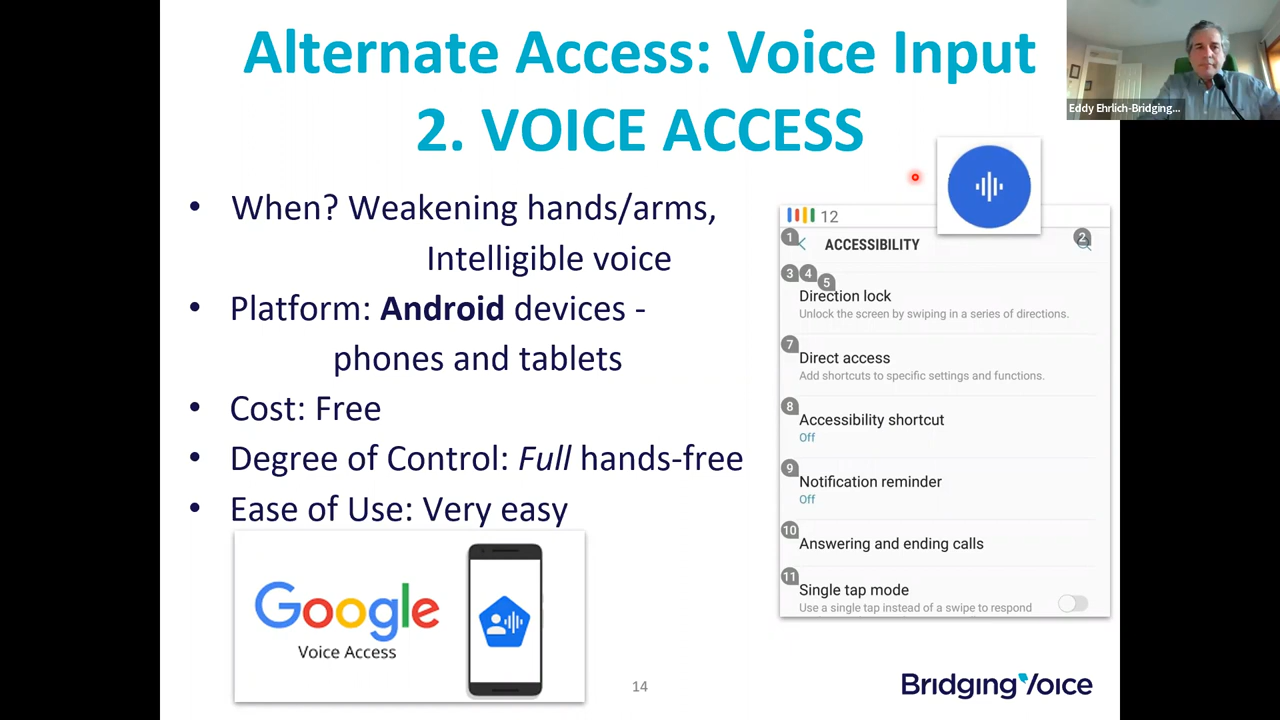 Alternate Access: Voice Input
2. VOICE ACCESS
Eddy Ehrlich-Bridging...
• When? Weakening hands/arms,
Intelligible voice
• Platform: Android devices -
phones and tablets
• Cost: Free
• Degree of Control: Full hands-free
• Ease of Use: Very easy
Google
Voice Access
12
1 ACCESSIBILITY 2
3 4 5
Direction lock
Unlock the screen by swiping in a series of directions.
7
Direct access
Add shortcuts to specific settings and functions.
8
Accessibility shortcut
Off
9
Notification reminder
Off
10
Answering and ending calls
11
Single tap mode
Use a single tap instead of a swipe to respond
14
Bridging Voice